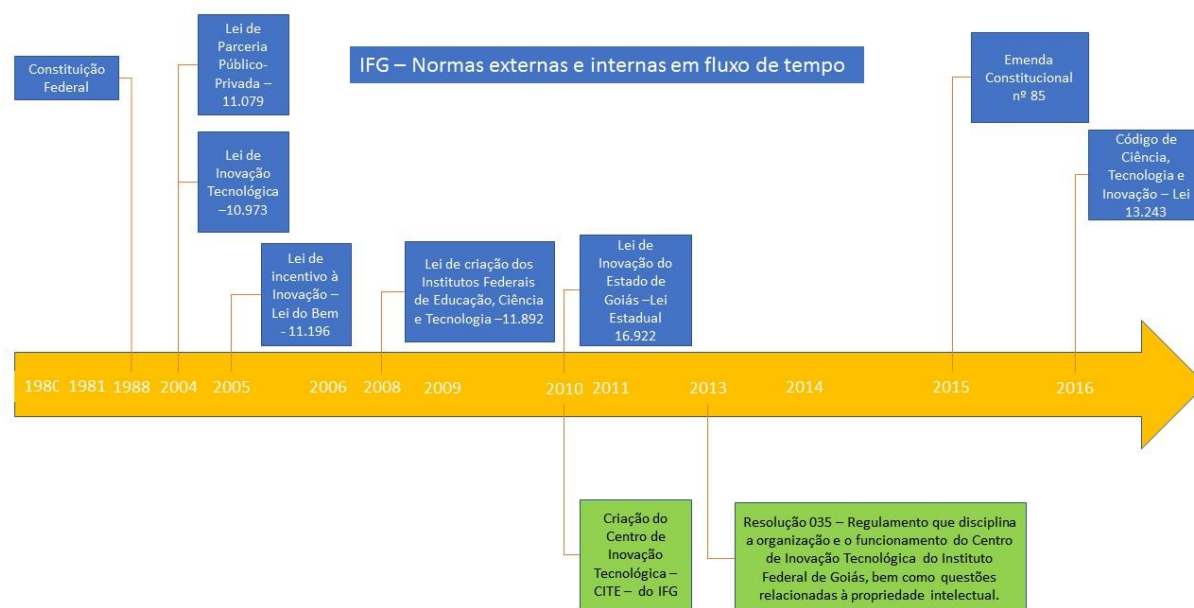 IFG – Normas externas e internas em fluxo de tempo
Constituição
Federal
Lei de
Parceria
Público-
Privada –
11.079
Lei de
Inovação
Tecnológica
–10.973
Lei de
incentivo à
Inovação –
Lei do Bem
- 11.196
Lei de criação dos
Institutos Federais
de Educação, Ciência
e Tecnologia –11.892
Lei de
Inovação do
Estado de
Goiás –Lei
Estadual
16.922
Emenda
Constitucional
nº 85
Código de
Ciência,
Tecnologia e
Inovação – Lei
13.243
1980 1981 1988 2004 2005 2006 2008 2009 2010 2011 2013 2014 2015 2016
Criação do
Centro de
Inovação
Tecnológica –
CITE – do IFG
Resolução 035 – Regulamento que disciplina
a organização e o funcionamento do Centro
de Inovação Tecnológica do Instituto
Federal de Goiás, bem como questões
relacionadas à propriedade intelectual.